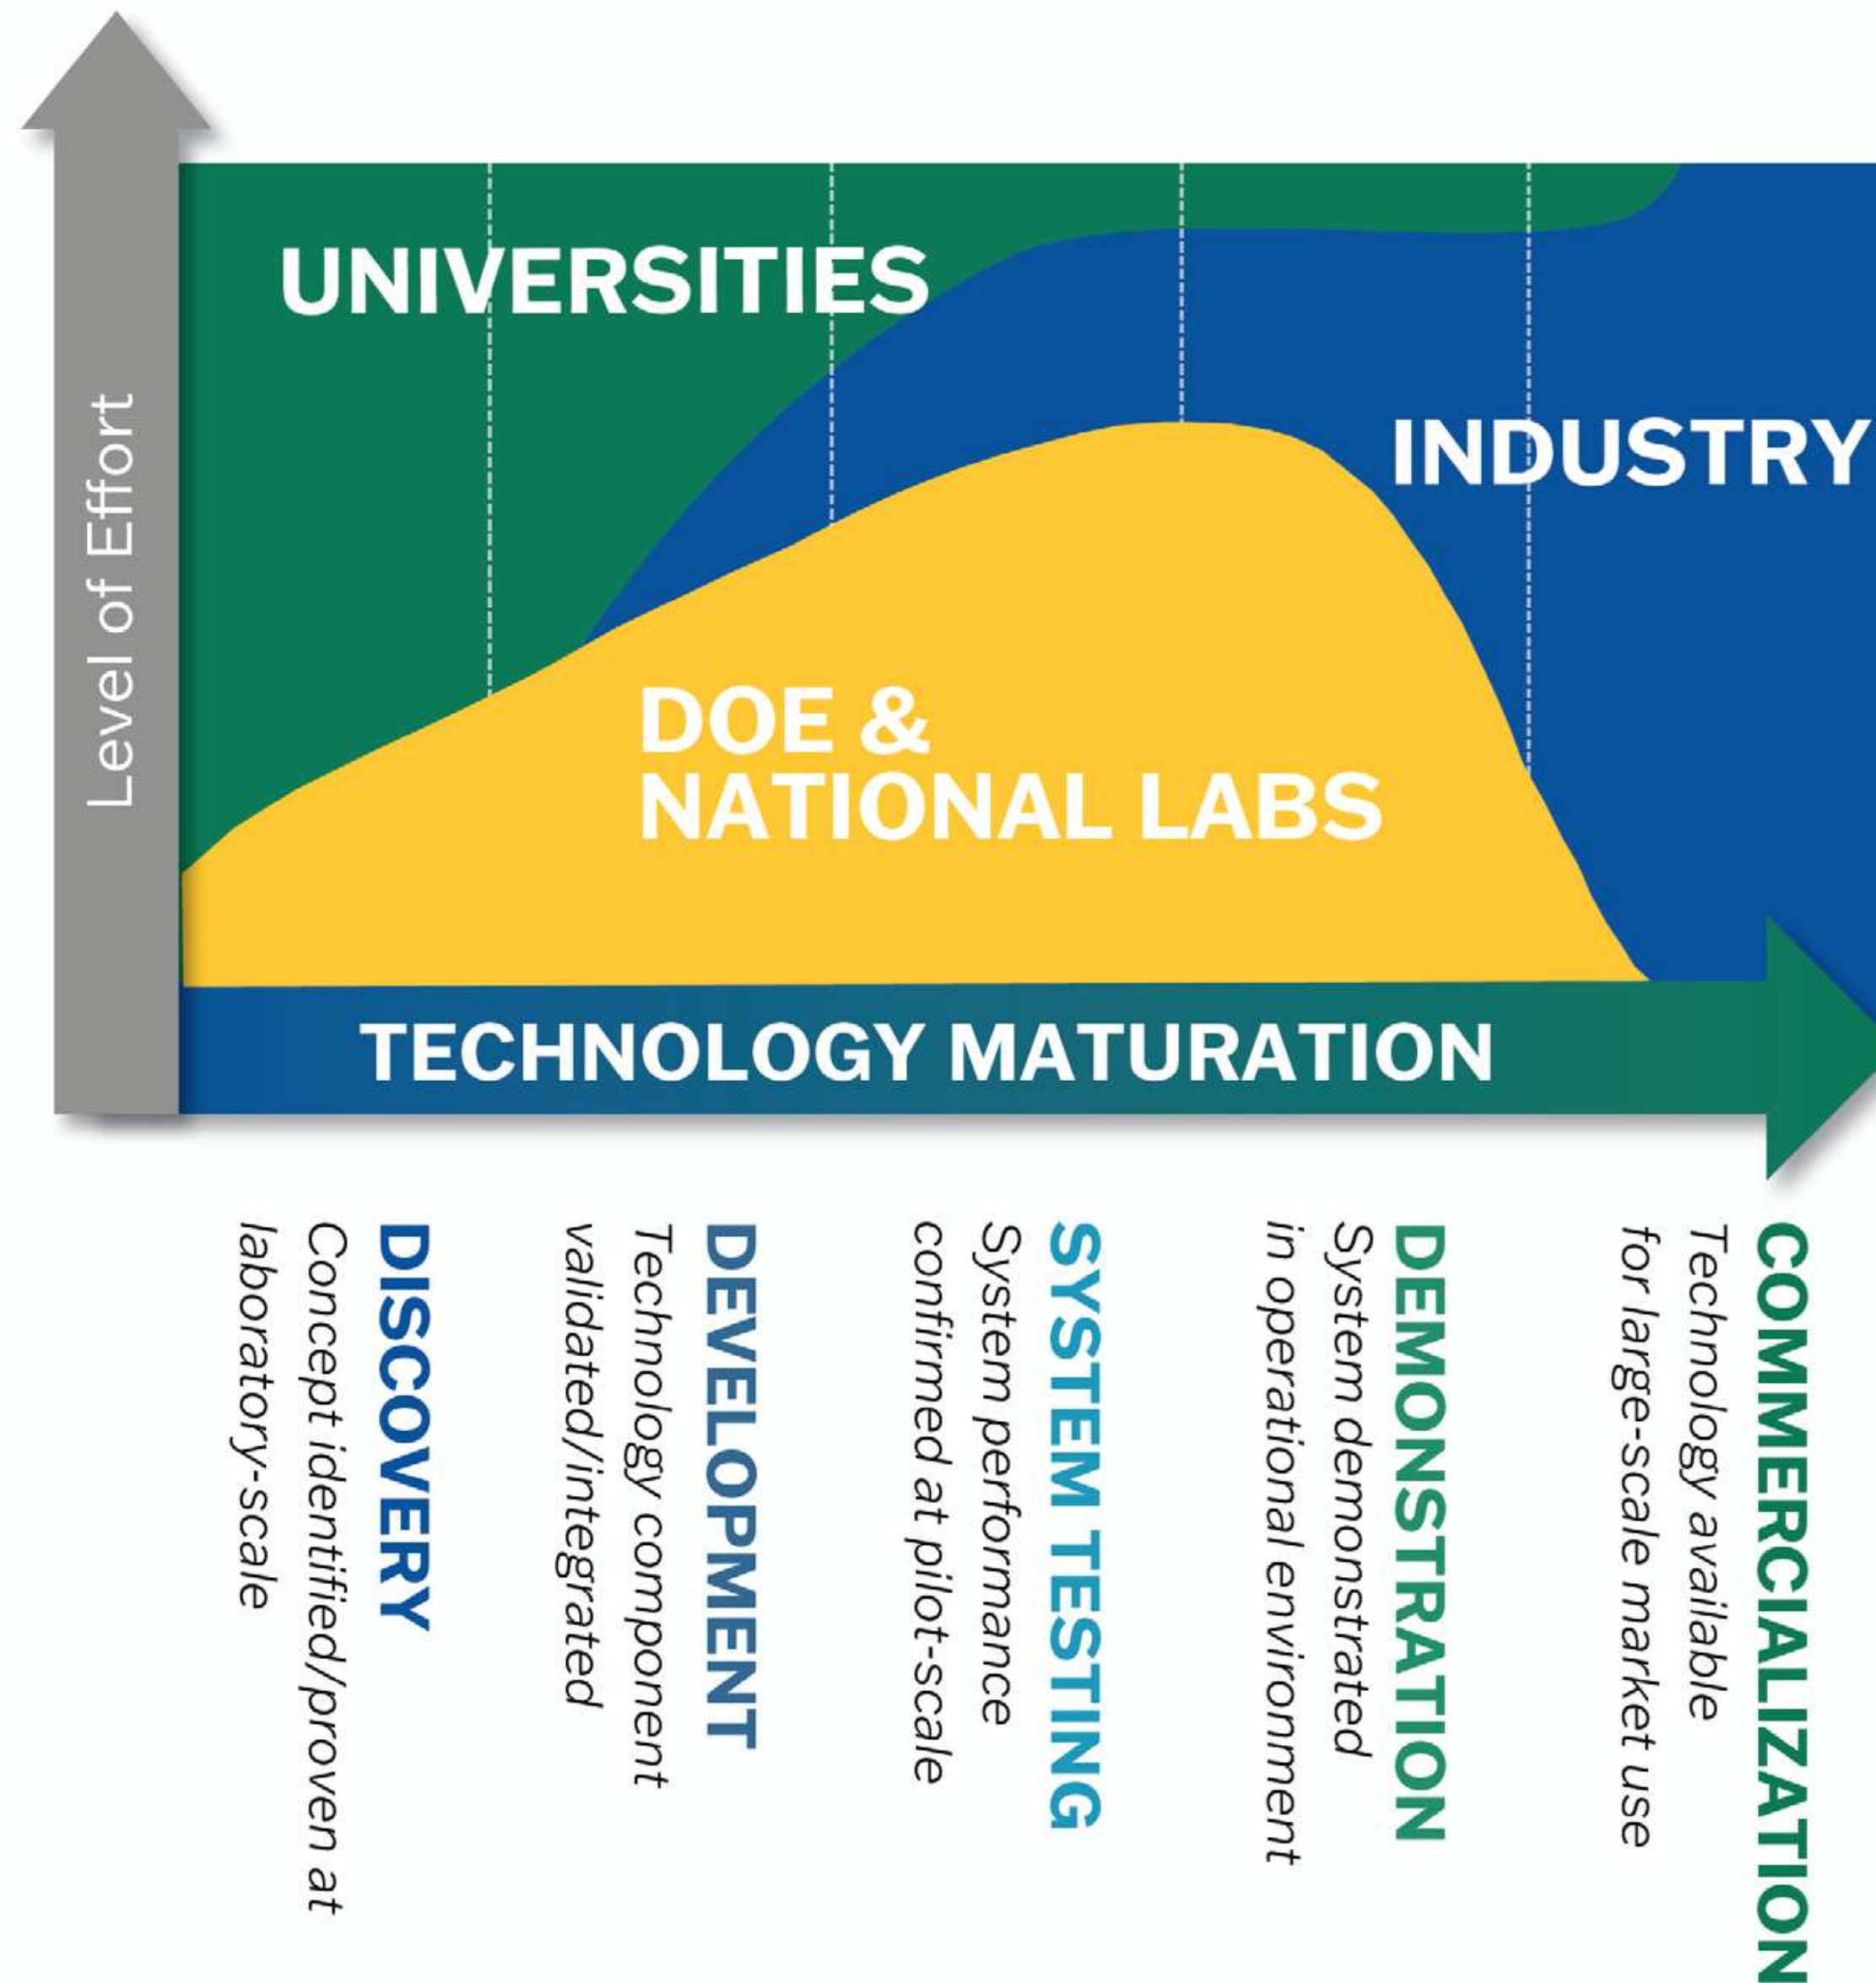 Level of Effort
UNIVERSITIES
INDUSTRY
DOE &
NATIONAL LABS
TECHNOLOGY MATURATION
DISCOVERY
Concept identified/proven at
laboratory-scale
DEVELOPMENT
Technology component
validated/integrated
SYSTEM TESTING
System performance
confirmed at pilot-scale
DEMONSTRATION
System demonstrated
in operational environment
COMMERCIALIZATION
Technology available
for large-scale market use